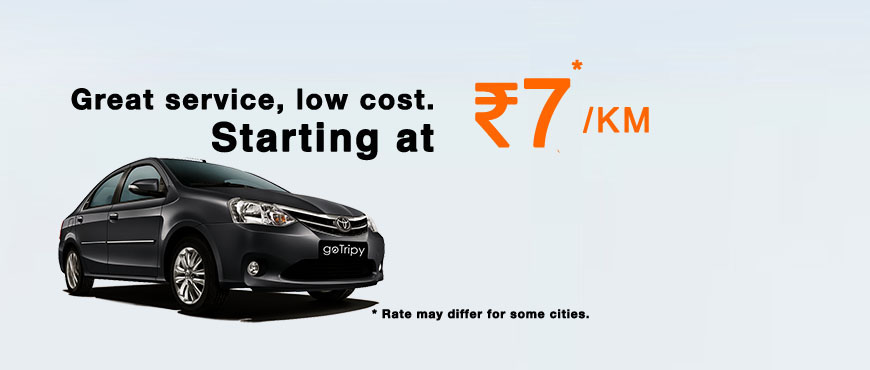 Great service, low cost.
Starting at
₹7* /KM
goTripy
* Rate may differ for some cities.